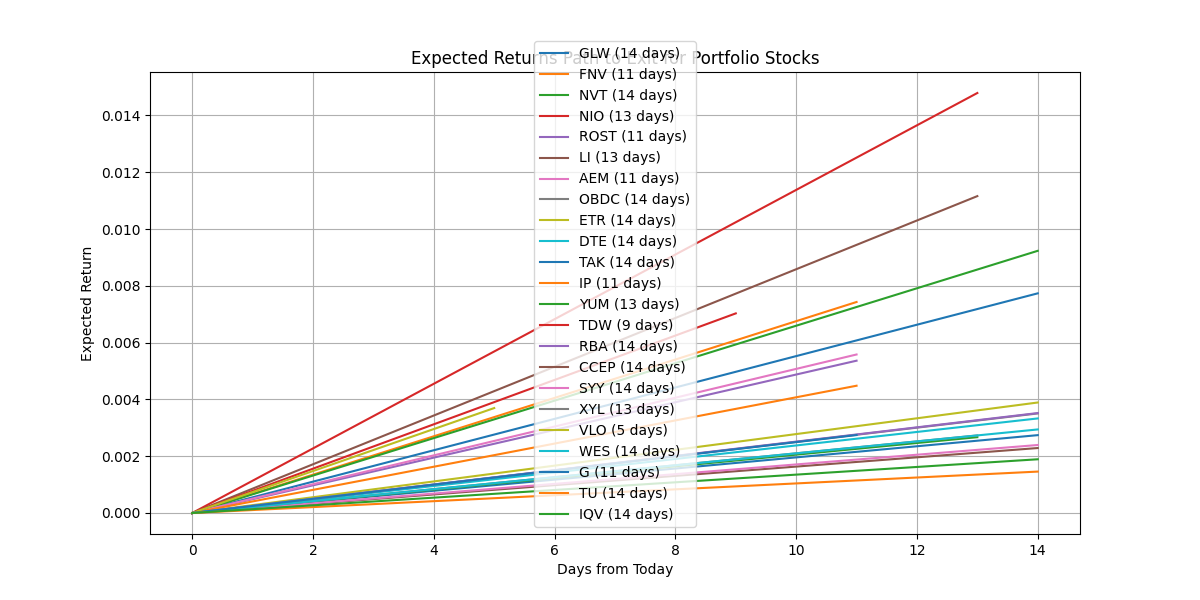 Expected Returns Path to Exit for Portfolio Stocks
GLW (14 days)
FNV (11 days)
NVT (14 days)
NIO (13 days)
ROST (11 days)
LI (13 days)
AEM (11 days)
OBDC (14 days)
ETR (14 days)
DTE (14 days)
TAK (14 days)
IP (11 days)
YUM (13 days)
TDW (9 days)
RBA (14 days)
CCEP (14 days)
SYY (14 days)
XYL (13 days)
VLO (5 days)
WES (14 days)
G (11 days)
TU (14 days)
IQV (14 days)
Expected Return
0.014
0.012
0.010
0.008
0.006
0.004
0.002
0.000
0 2 4 6 8 10 12 14
Days from Today